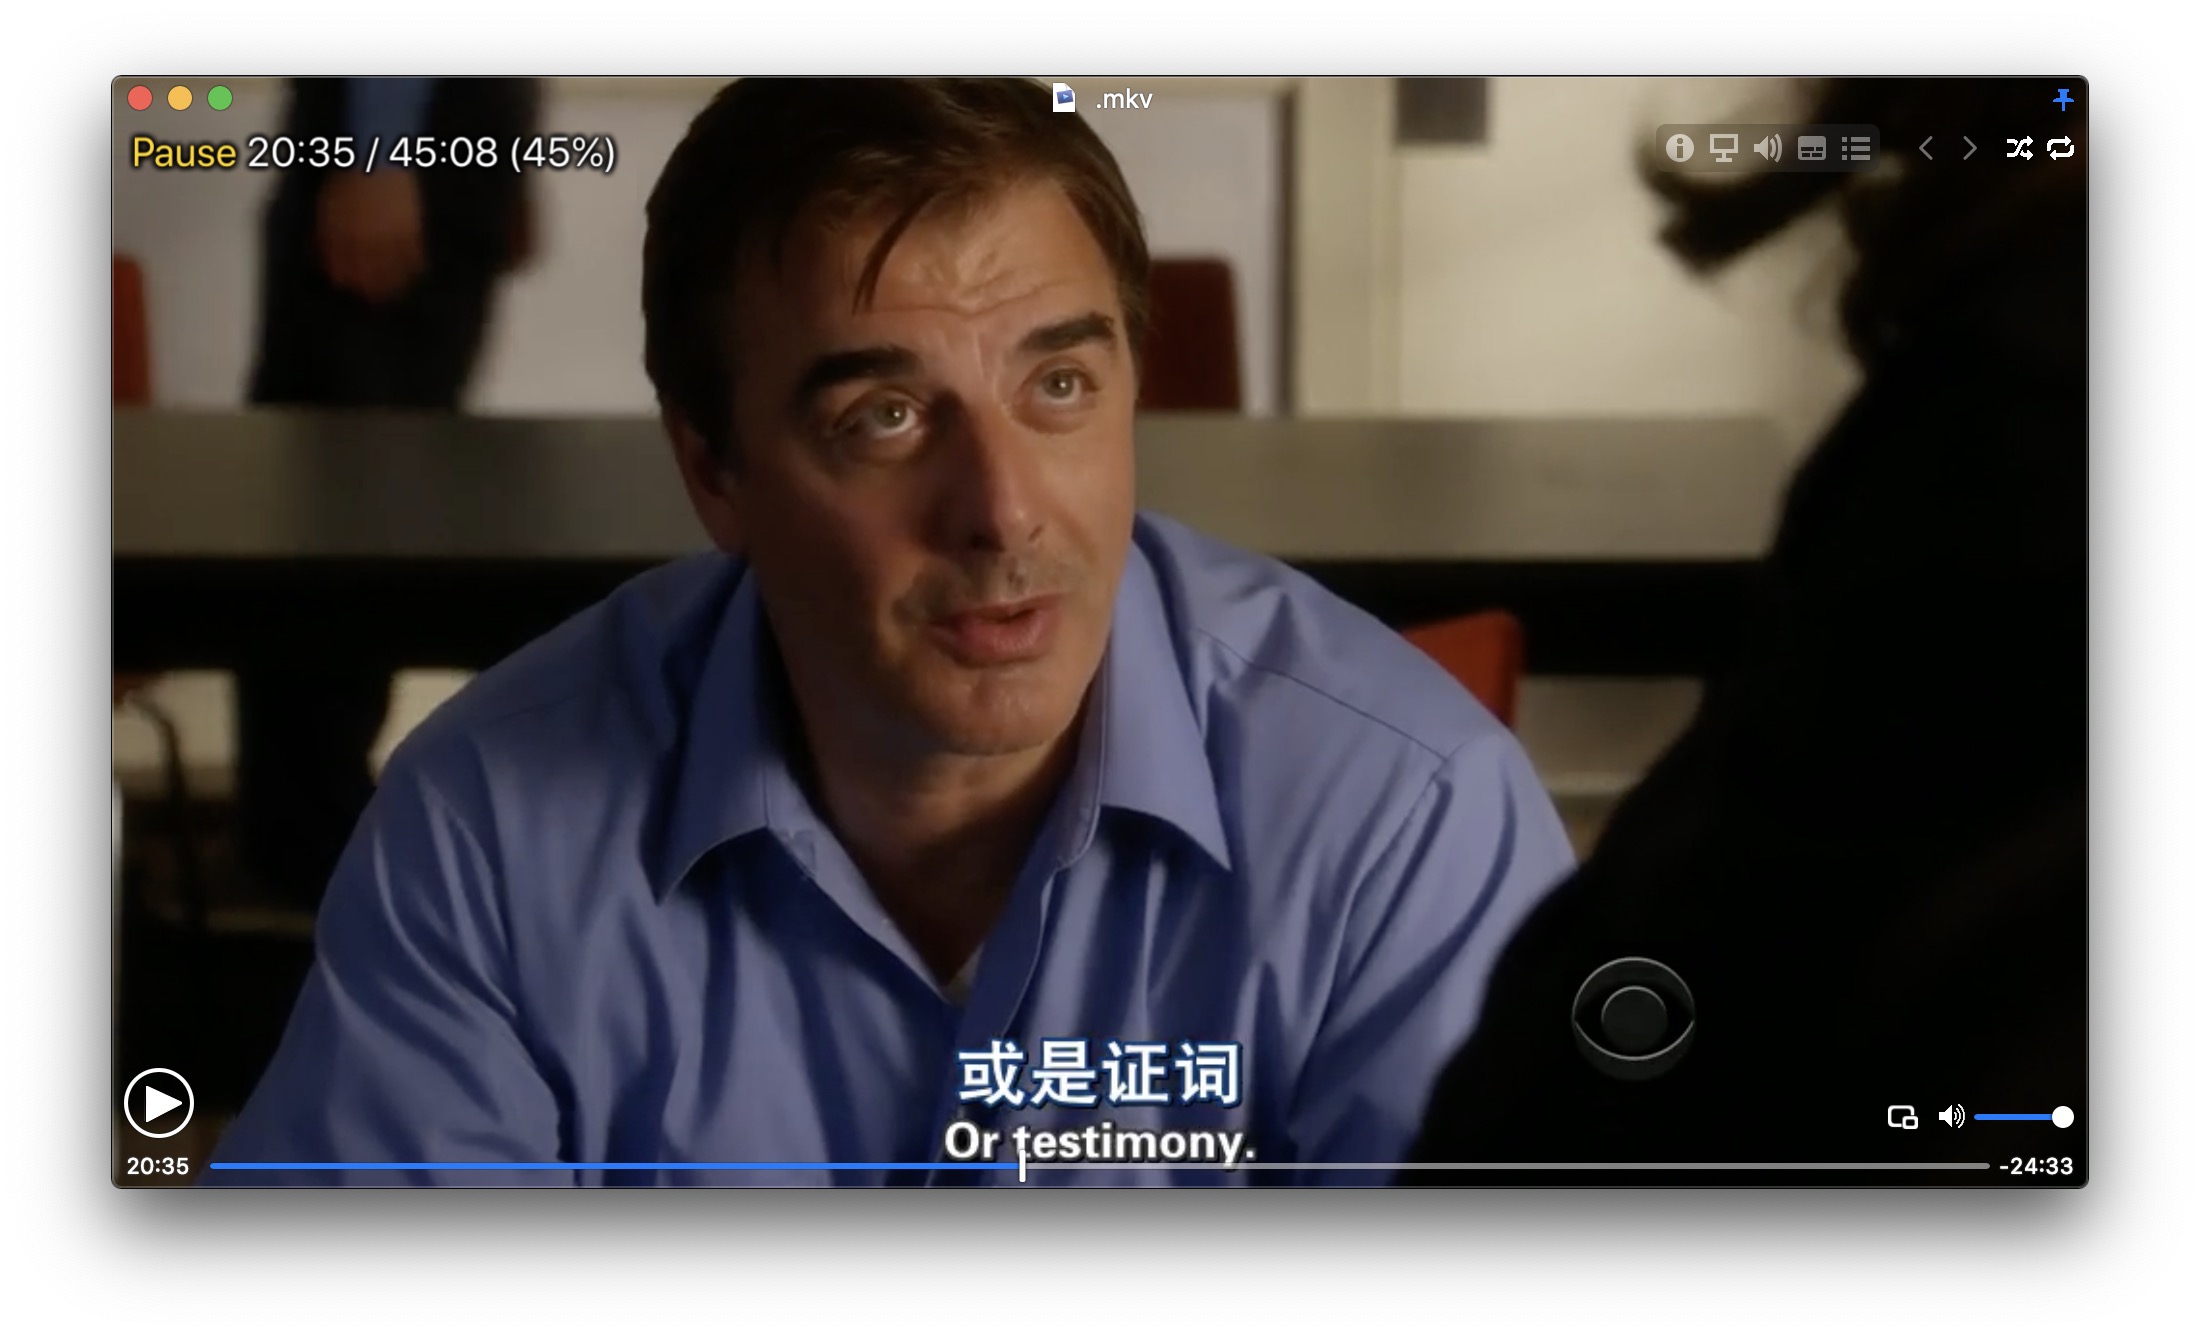 .mkv
Pause 20:35 / 45:08 (45%)
或是证词
Or testimony.
20:35
-24:33